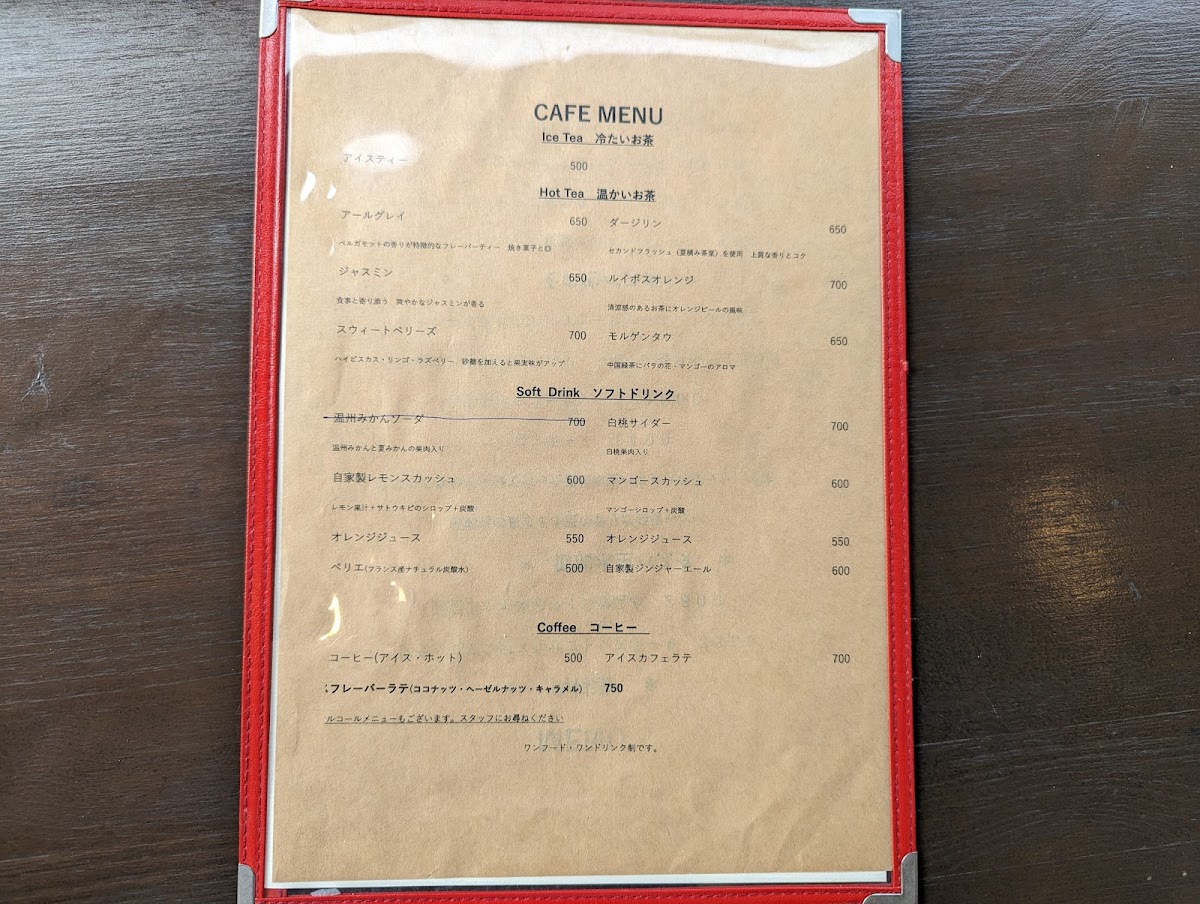 CAFE MENU
Ice Tea 冷たいお茶
アイスティー 500
Hot Tea 温かいお茶
アールグレイ 650 ダージリン 650
ベルガモットの香りが特徴的なフレーバーティー 焼き菓子と◎ セカンドフラッシュ（夏摘み茶葉）を使用 上質な香りとコク
ジャスミン 650 ルイボスオレンジ 700
食事と寄り添う 爽やかなジャスミンが香る 清涼感のあるお茶にオレンジピールの風味
スウィートベリーズ 700 モルゲンタウ 650
ハイビスカス・リンゴ・ラズベリー 砂糖を加えると果実味がアップ 中国緑茶にバラの花・マンゴーのアロマ
Soft Drink ソフトドリンク
温州みかんソーダ 700 白桃サイダー 700
温州みかんと夏みかんの果肉入り 白桃果肉入り
自家製レモンスカッシュ 600 マンゴースカッシュ 600
レモン果汁＋サトウキビのシロップ＋炭酸 マンゴーシロップ＋炭酸
オレンジジュース 550 オレンジジュース 550
ペリエ(フランス産ナチュラル炭酸水) 500 自家製ジンジャーエール 600
Coffee コーヒー
コーヒー(アイス・ホット) 500 アイスカフェラテ 700
フレーバーラテ(ココナッツ・ヘーゼルナッツ・キャラメル) 750
ルコールメニューもございます。スタッフにお尋ねください
ワンフード・ワンドリンク制です。